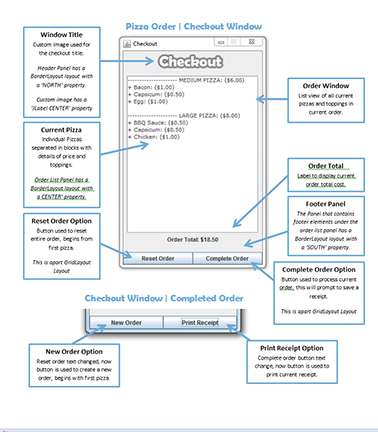 Pizza Order | Checkout Window
Window Title
Custom image used for
the checkout title.
Header Panel has a
BorderLayout layout with
a 'NORTH' property.
Custom image has an
'JLabel CENTER' property
Current Pizza
Individual Pizzas
separated in blocks with
details of price and
toppings.
Order List Panel has a
BorderLayout layout with
a CENTER' property.
Reset Order Option
Button used to reset
entire order, begins from
first pizza.
This is apart GridLayout
Layout
Checkout
Checkout
MEDIUM PIZZA: ($6.00)
+ Bacon: ($1.00)
+ Capsicum: ($0.50)
+ Egg: ($1.00)
LARGE PIZZA: ($8.00)
+ BBQ Sauce: ($0.50)
+ Capsicum: ($0.50)
+ Chicken: ($1.00)
Order Total: $18.50
Reset Order
Complete Order
Order Window
List view of all current
pizzas and toppings in
current order.
Order Total
Label to display current
order total cost.
Footer Panel
The Panel that contains
footer elements under the
order list panel has a
BorderLayout layout with
a 'SOUTH' property.
Complete Order Option
Button used to process current
order, this will prompt to save a
receipt.
This is apart GridLayout Layout
Checkout Window | Completed Order
New Order
Print Receipt
New Order Option
Reset order text changed, now
button is used to create a new
order, begins with first pizza.
Print Receipt Option
Complete order button text
change, now button is used to
print current receipt.